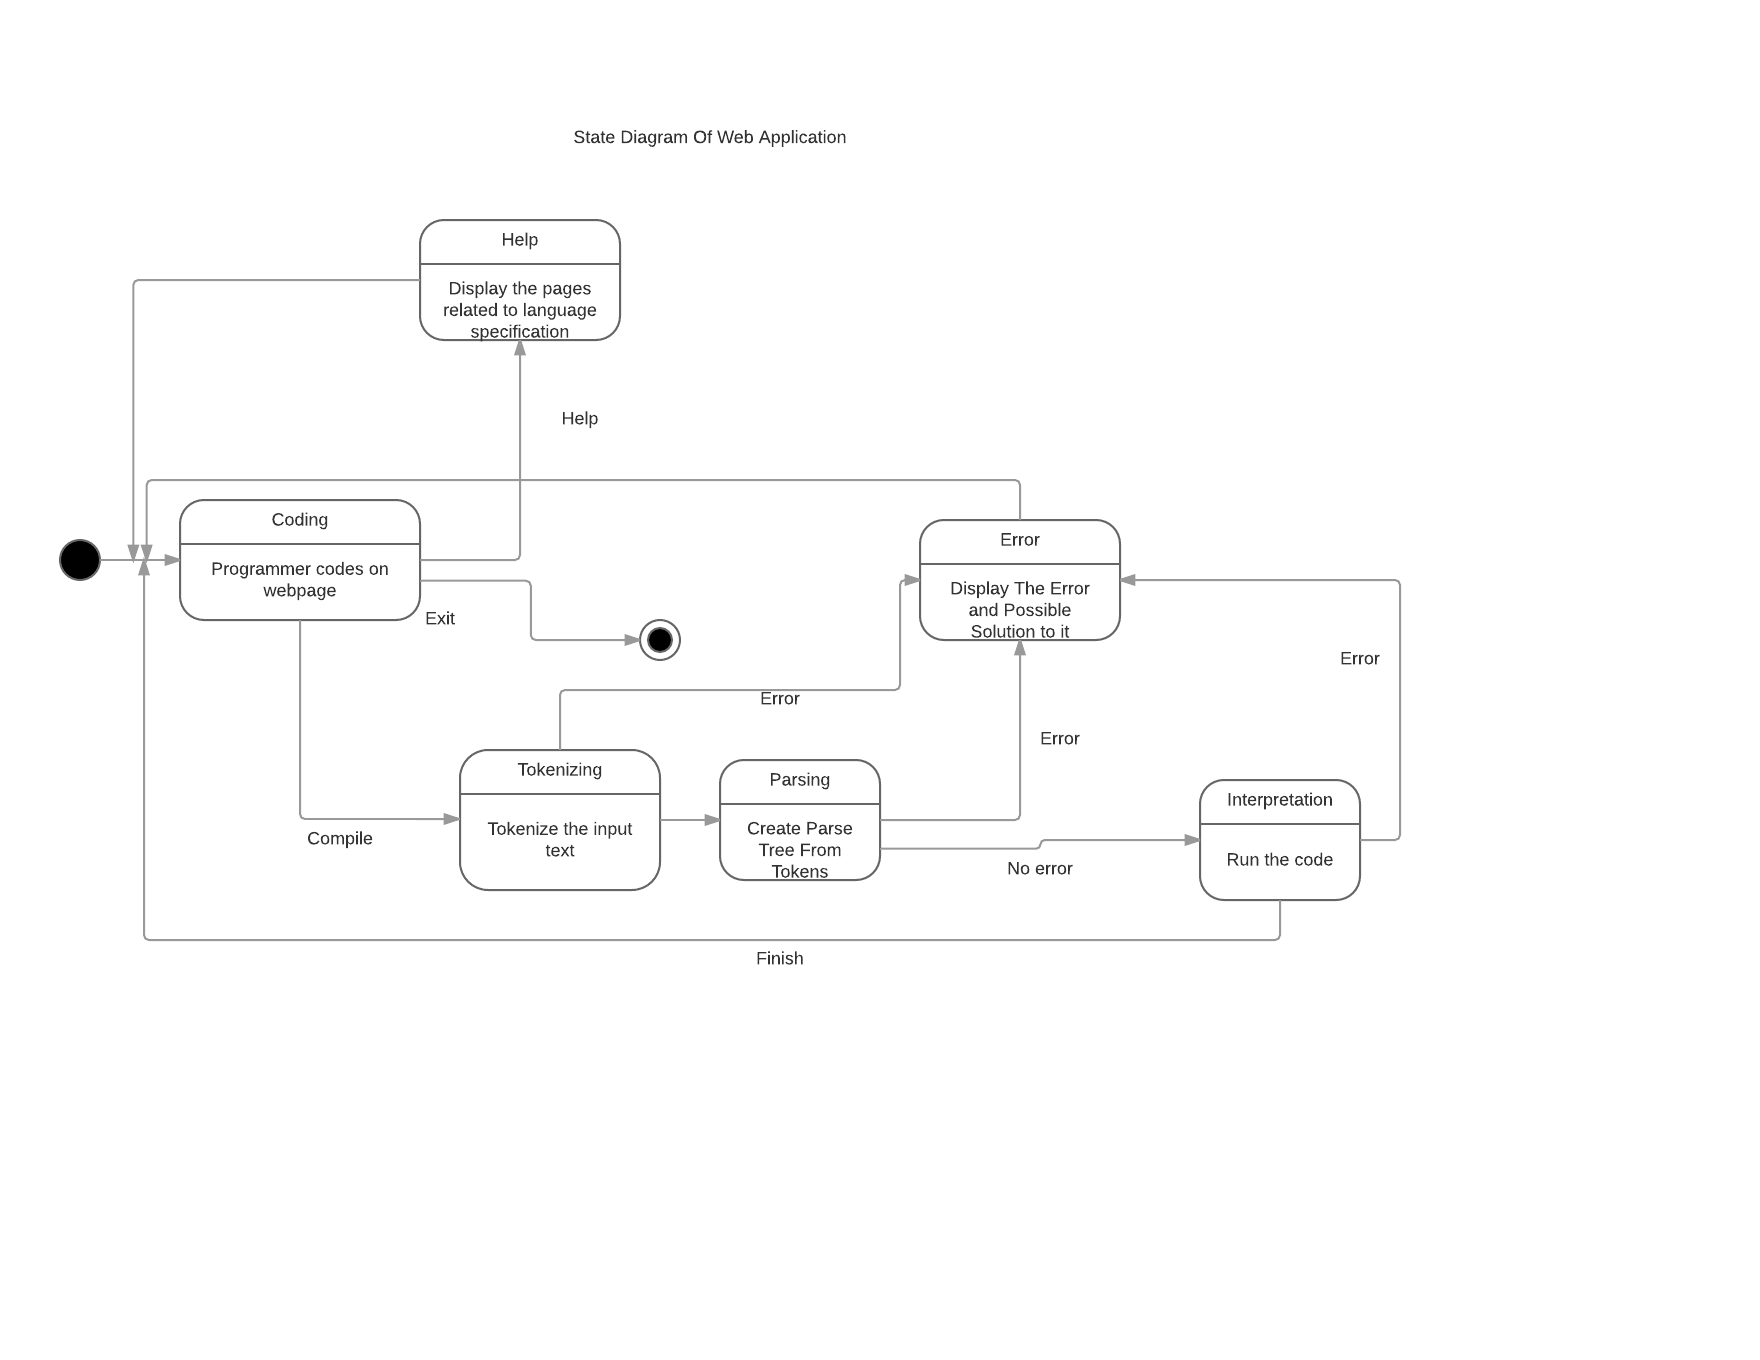 State Diagram Of Web Application
Help
Display the pages
related to language
specification
Help
Coding
Programmer codes on
webpage
Exit
Error
Display The Error
and Possible
Solution to it
Error
Error
Error
Tokenizing
Tokenize the input
text
Parsing
Create Parse
Tree From
Tokens
Interpretation
Run the code
Compile
No error
Finish